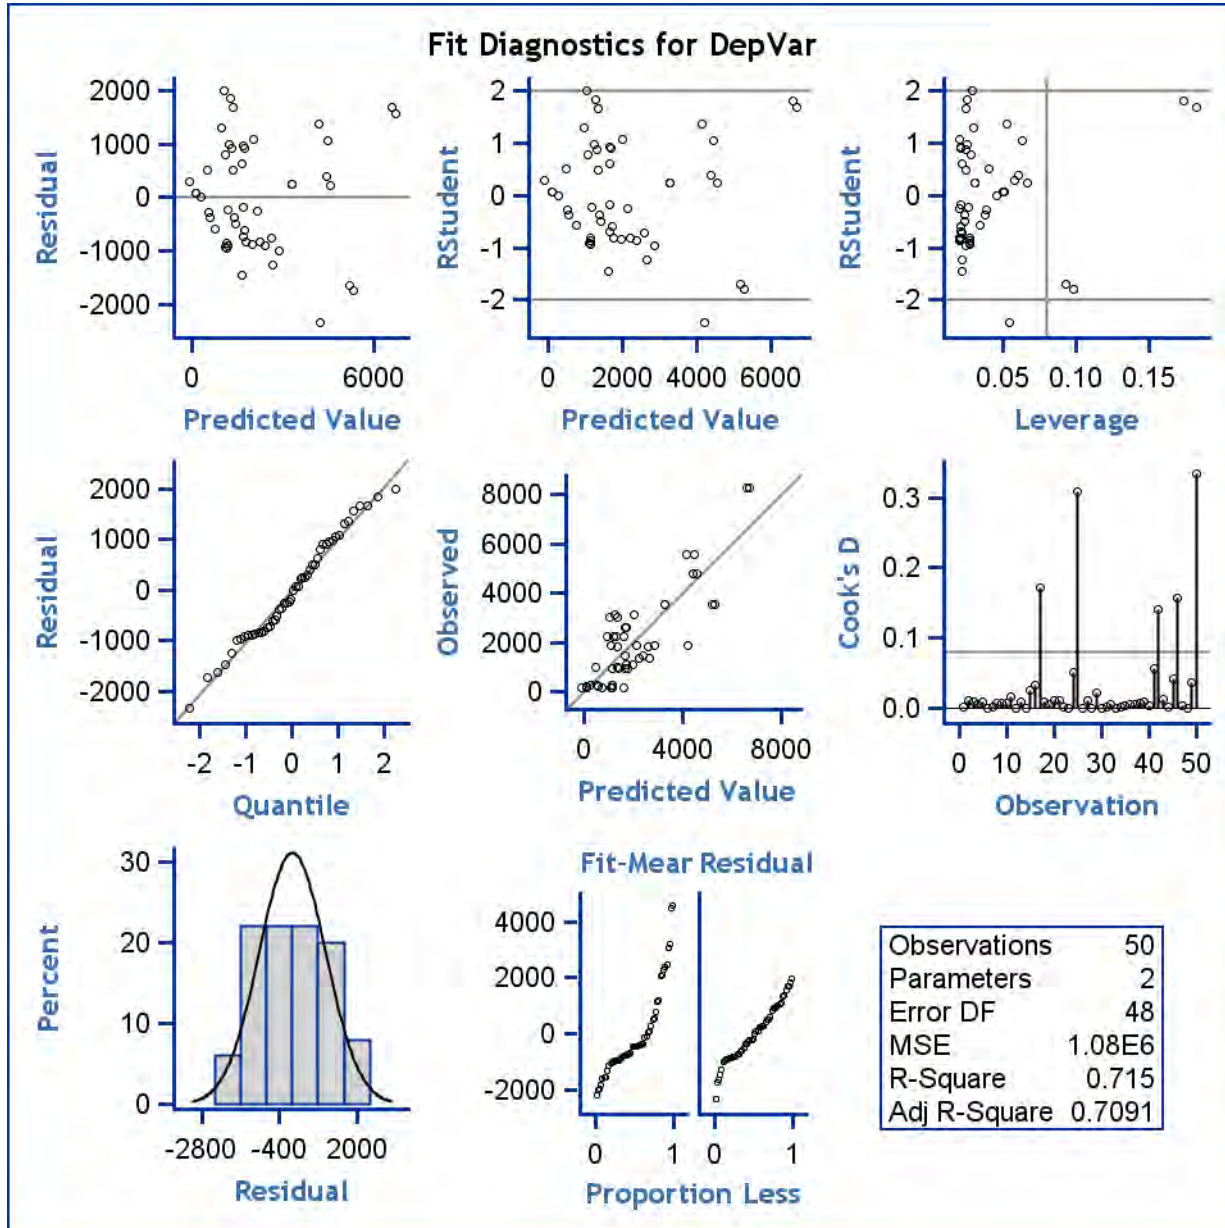 Fit Diagnostics for DepVar
2000
1000
0
-1000
-2000
Residual
0 6000
Predicted Value
2
1
0
-1
-2
RStudent
0 2000 4000 6000
Predicted Value
2
1
0
-1
-2
RStudent
0.05 0.10 0.15
Leverage
2000
1000
0
-1000
-2000
Residual
-2 -1 0 1 2
Quantile
8000
6000
4000
2000
0
Observed
0 4000 8000
Predicted Value
0.3
0.2
0.1
0.0
Cook's D
0 10 20 30 40 50
Observation
30
20
10
0
Percent
-2800 -400 2000
Residual
Fit-Mear Residual
4000
2000
0
-2000
0 1 0 1
Proportion Less
Observations 50
Parameters 2
Error DF 48
MSE 1.08E6
R-Square 0.715
Adj R-Square 0.7091